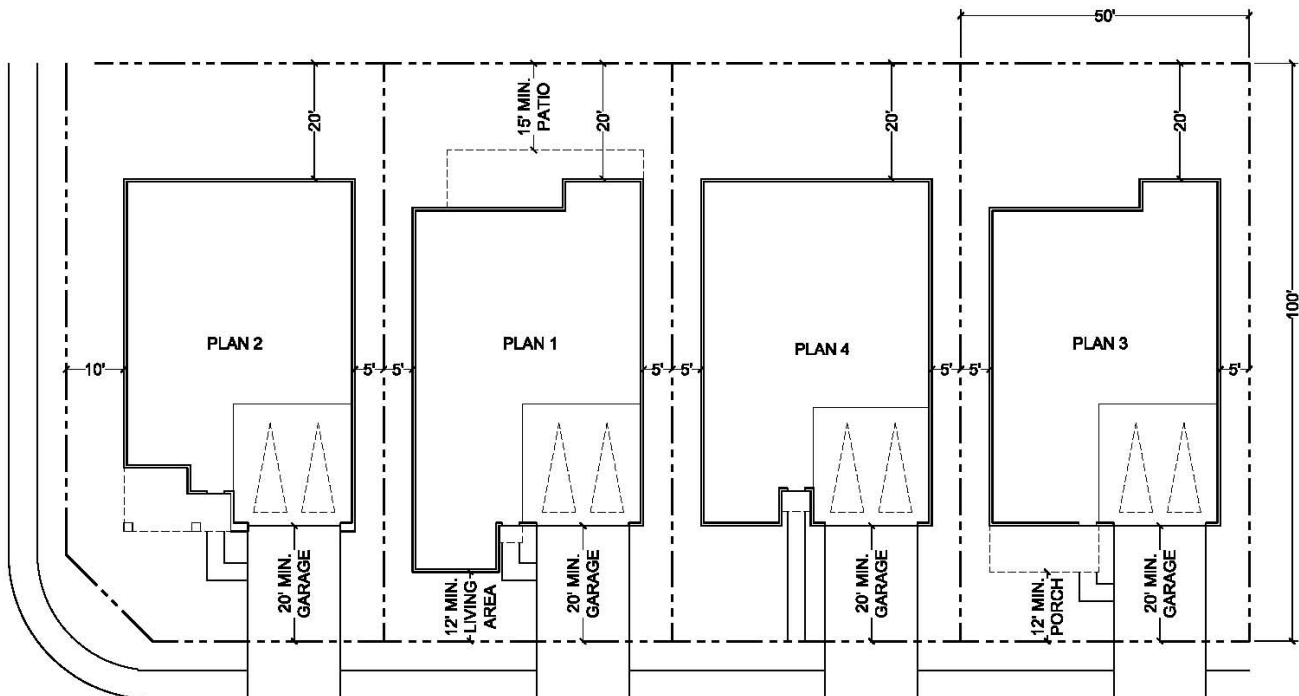 50'
20'
15' MIN.
PATIO
20'
20'
20'
100'
PLAN 2
PLAN 1
PLAN 4
PLAN 3
10'
5'
5'
5'
5'
5'
5'
5'
20' MIN.
GARAGE
12' MIN.
LIVING
AREA
20' MIN.
GARAGE
20' MIN.
GARAGE
12' MIN.
PORCH
20' MIN.
GARAGE